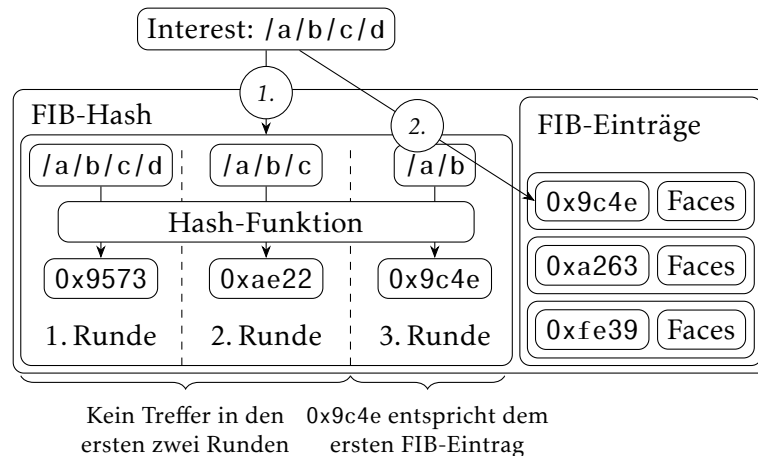 Interest: /a/b/c/d
1.
FIB-Hash
2.
FIB-Einträge
/a/b/c/d /a/b/c /a/b
0x9c4e Faces
Hash-Funktion
0x9573 0xae22 0x9c4e
0xa263 Faces
1. Runde 2. Runde 3. Runde
0xfe39 Faces
Kein Treffer in den
ersten zwei Runden
0x9c4e entspricht dem
ersten FIB-Eintrag